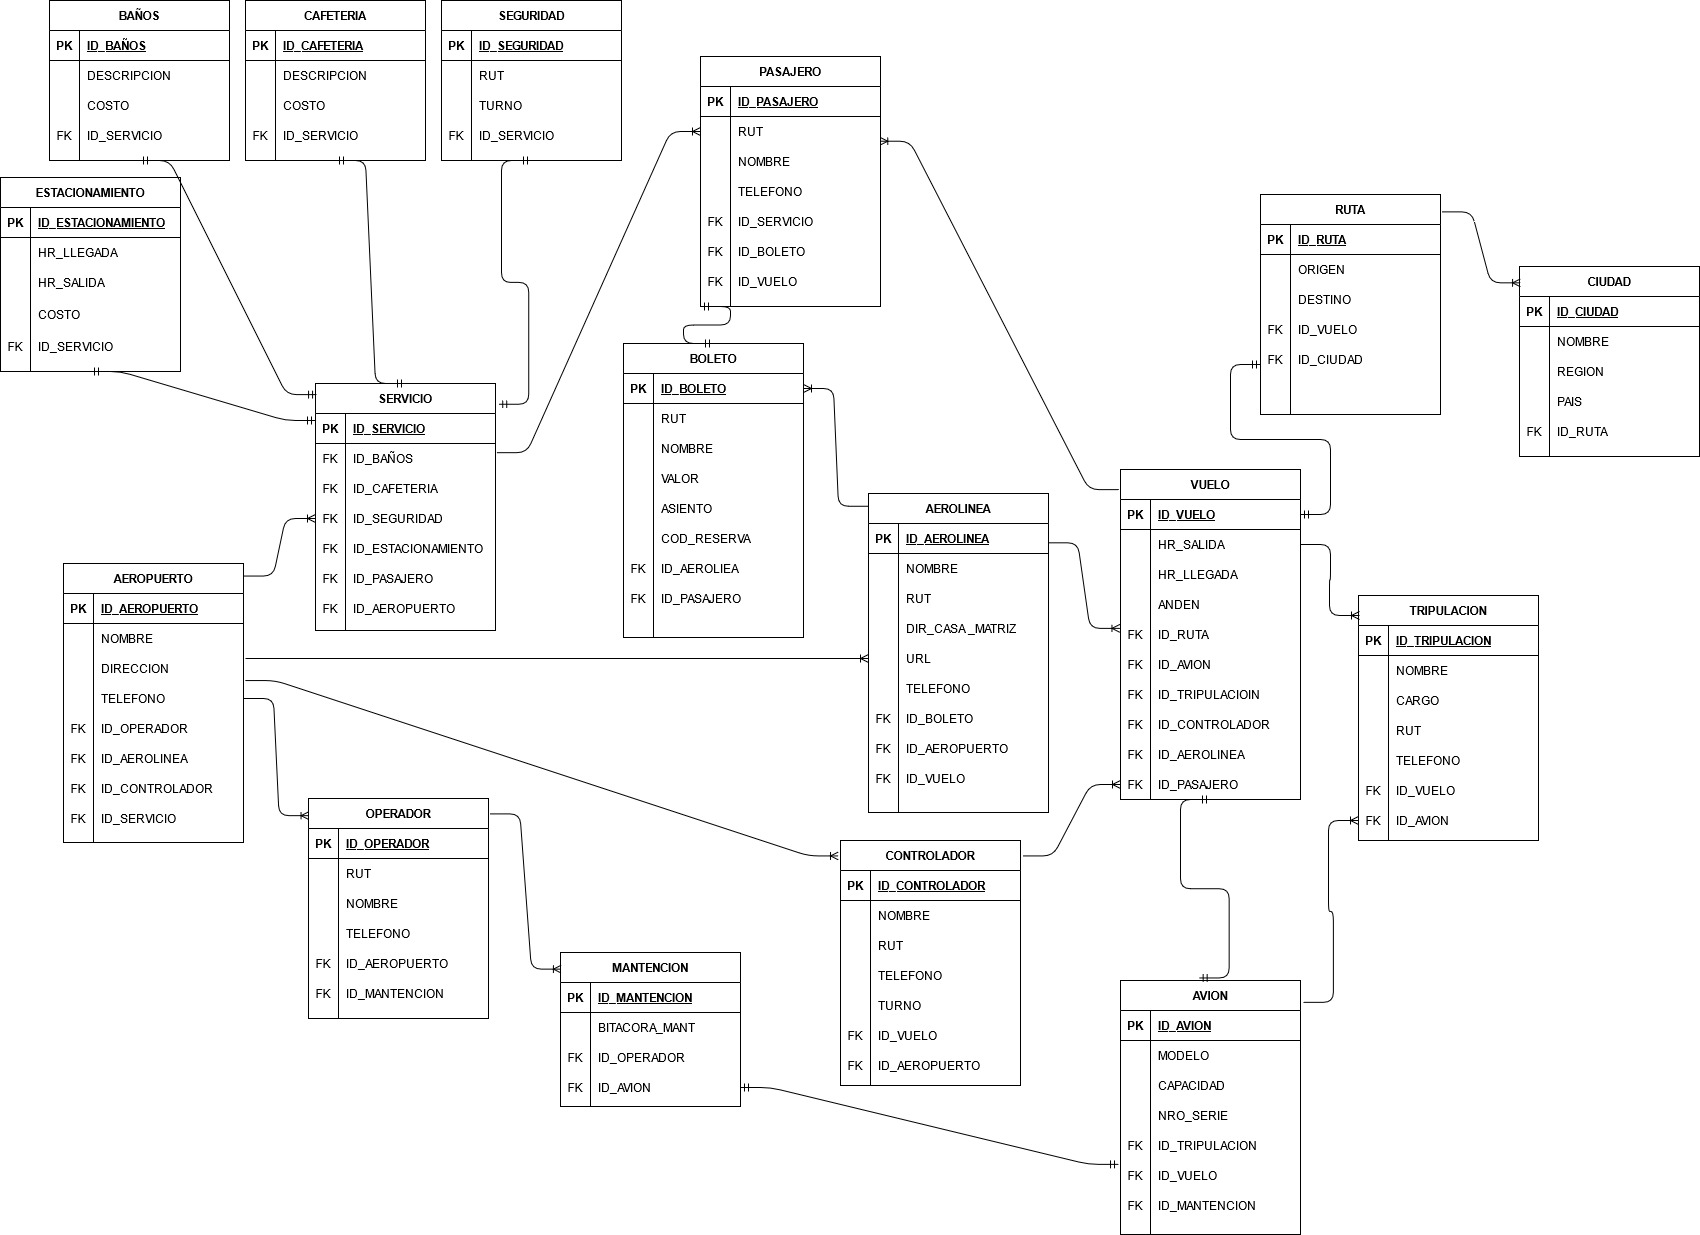 BAÑOS
PK ID_BAÑOS
DESCRIPCION
COSTO
FK ID_SERVICIO
CAFETERIA
PK ID_CAFETERIA
DESCRIPCION
COSTO
FK ID_SERVICIO
SEGURIDAD
PK ID_SEGURIDAD
RUT
TURNO
FK ID_SERVICIO
PASAJERO
PK ID_PASAJERO
RUT
NOMBRE
TELEFONO
FK ID_SERVICIO
FK ID_BOLETO
FK ID_VUELO
ESTACIONAMIENTO
PK ID_ESTACIONAMIENTO
HR_LLEGADA
HR_SALIDA
COSTO
FK ID_SERVICIO
RUTA
PK ID_RUTA
ORIGEN
DESTINO
FK ID_VUELO
FK ID_CIUDAD
CIUDAD
PK ID_CIUDAD
NOMBRE
REGION
PAIS
FK ID_RUTA
SERVICIO
PK ID_SERVICIO
FK ID_BAÑOS
FK ID_CAFETERIA
FK ID_SEGURIDAD
FK ID_ESTACIONAMIENTO
FK ID_PASAJERO
FK ID_AEROPUERTO
BOLETO
PK ID_BOLETO
RUT
NOMBRE
VALOR
ASIENTO
COD_RESERVA
FK ID_AEROLIEA
FK ID_PASAJERO
AEROLINEA
PK ID_AEROLINEA
NOMBRE
RUT
DIR_CASA _MATRIZ
URL
TELEFONO
FK ID_BOLETO
FK ID_AEROPUERTO
FK ID_VUELO
VUELO
PK ID_VUELO
HR_SALIDA
HR_LLEGADA
ANDEN
FK ID_RUTA
FK ID_AVION
FK ID_TRIPULACIOIN
FK ID_CONTROLADOR
FK ID_AEROLINEA
FK ID_PASAJERO
TRIPULACION
PK ID_TRIPULACION
NOMBRE
CARGO
RUT
TELEFONO
FK ID_VUELO
FK ID_AVION
AEROPUERTO
PK ID_AEROPUERTO
NOMBRE
DIRECCION
TELEFONO
FK ID_OPERADOR
FK ID_AEROLINEA
FK ID_CONTROLADOR
FK ID_SERVICIO
OPERADOR
PK ID_OPERADOR
RUT
NOMBRE
TELEFONO
FK ID_AEROPUERTO
FK ID_MANTENCION
MANTENCION
PK ID_MANTENCION
BITACORA_MANT
FK ID_OPERADOR
FK ID_AVION
CONTROLADOR
PK ID_CONTROLADOR
NOMBRE
RUT
TELEFONO
TURNO
FK ID_VUELO
FK ID_AEROPUERTO
AVION
PK ID_AVION
MODELO
CAPACIDAD
NRO_SERIE
FK ID_TRIPULACION
FK ID_VUELO
FK ID_MANTENCION